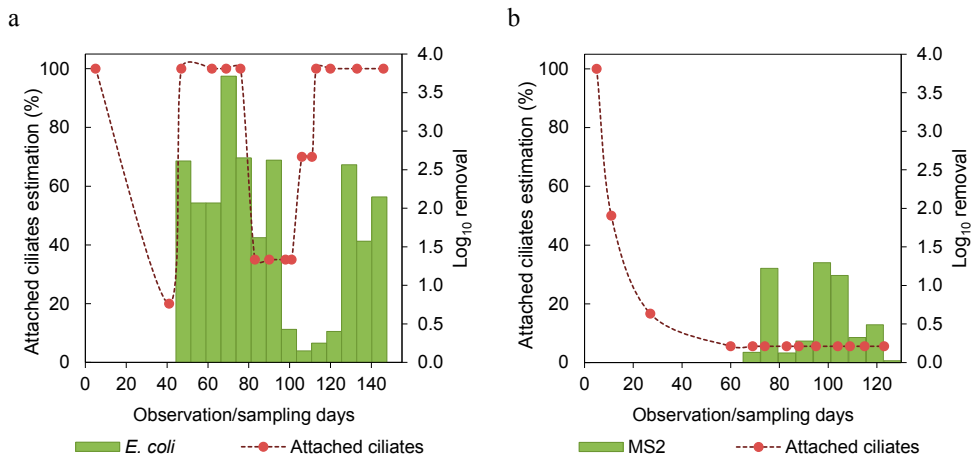 a
Attached ciliates estimation (%)
100
80
60
40
20
0
4.0
3.5
3.0
2.5
2.0
1.5
1.0
0.5
0.0
Log₁₀ removal
0 20 40 60 80 100 120 140
Observation/sampling days
E. coli Attached ciliates
b
Attached ciliates estimation (%)
100
80
60
40
20
0
4.0
3.5
3.0
2.5
2.0
1.5
1.0
0.5
0.0
Log₁₀ removal
0 20 40 60 80 100 120
Observation/sampling days
MS2 Attached ciliates